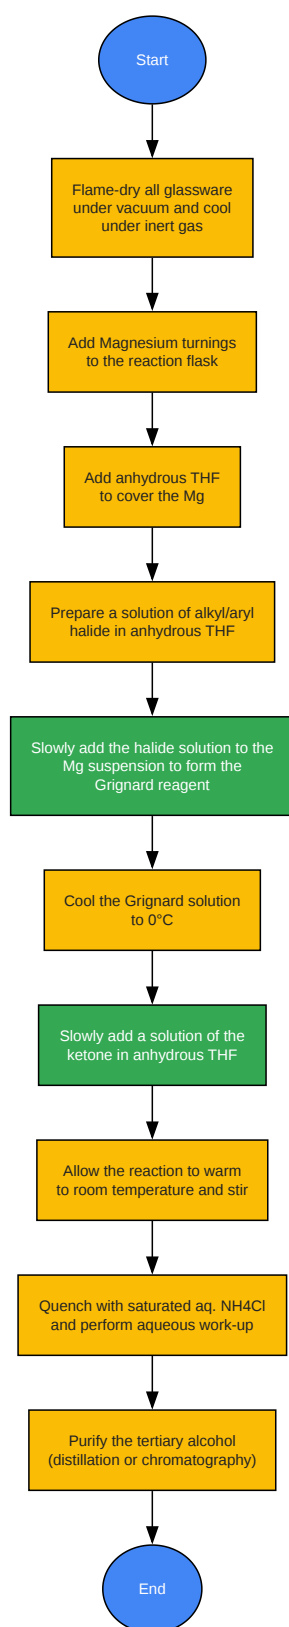 Start
Flame-dry all glassware
under vacuum and cool
under inert gas
Add Magnesium turnings
to the reaction flask
Add anhydrous THF
to cover the Mg
Prepare a solution of alkyl/aryl
halide in anhydrous THF
Slowly add the halide solution to the
Mg suspension to form the
Grignard reagent
Cool the Grignard solution
to 0°C
Slowly add a solution of the
ketone in anhydrous THF
Allow the reaction to warm
to room temperature and stir
Quench with saturated aq. NH4Cl
and perform aqueous work-up
Purify the tertiary alcohol
(distillation or chromatography)
End